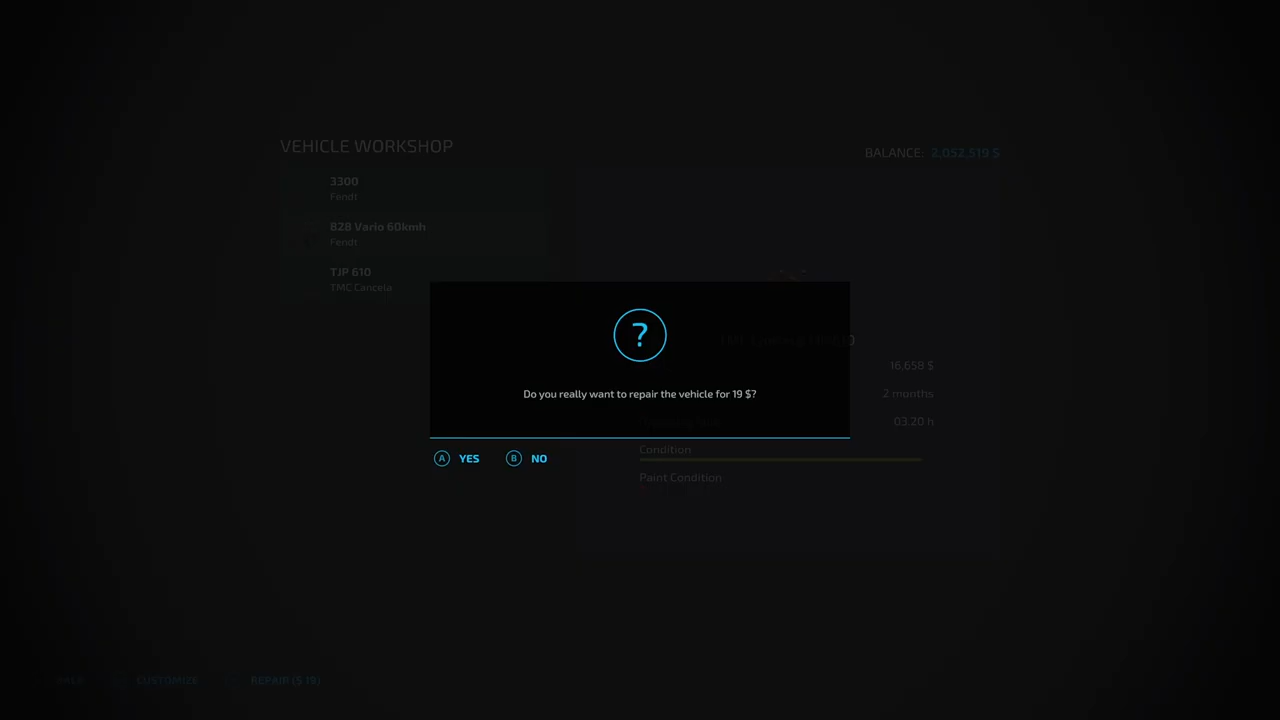 VEHICLE WORKSHOP
BALANCE: 2,052,519 $
3300
Fendt
828 Vario 60kmh
Fendt
TJP 610
TMC Cancela
?
Do you really want to repair the vehicle for 19 $?
16,658 $
2 months
03.20 h
Condition
Paint Condition
A YES B NO
BACK CUSTOMIZE REPAIR ($ 19)